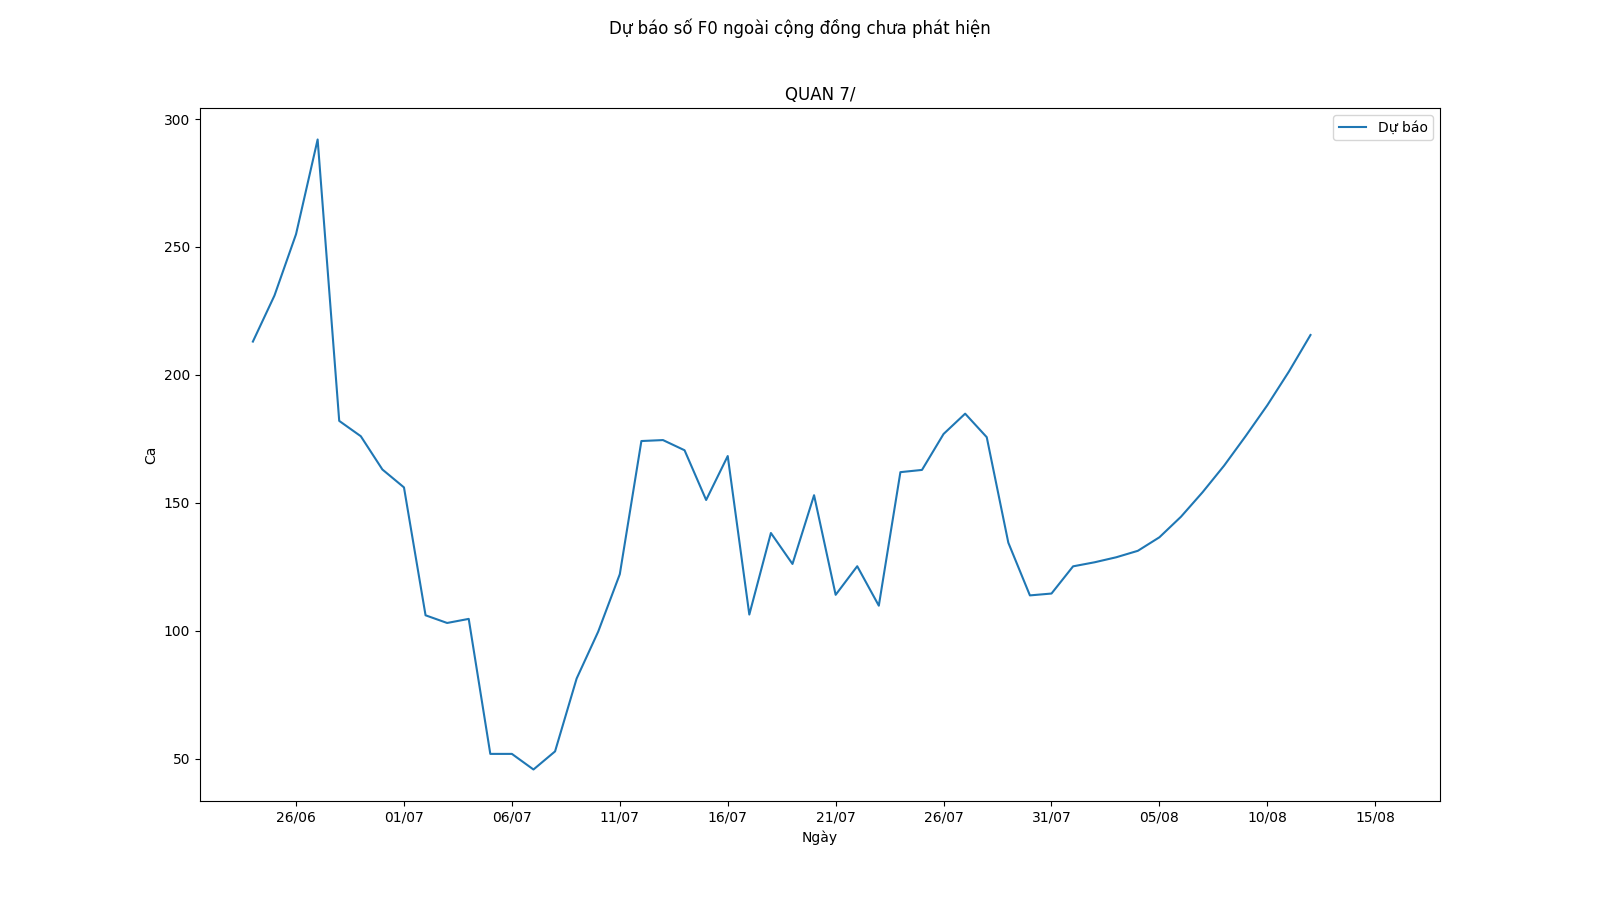 Dự báo số F0 ngoài cộng đồng chưa phát hiện
QUAN 7/
Dự báo
300
250
200
150
100
50
Ca
26/06 01/07 06/07 11/07 16/07 21/07 26/07 31/07 05/08 10/08 15/08
Ngày